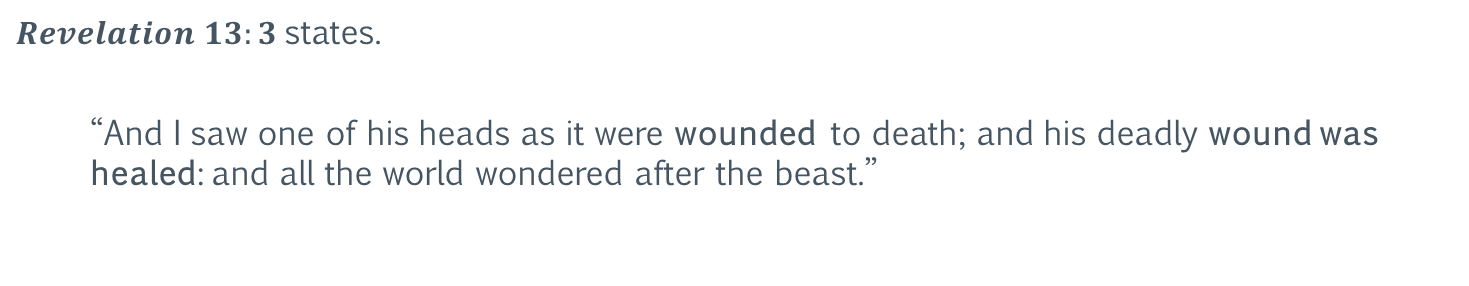 Revelation 13: 3 states.
“And I saw one of his heads as it were wounded to death; and his deadly wound was
healed: and all the world wondered after the beast.”